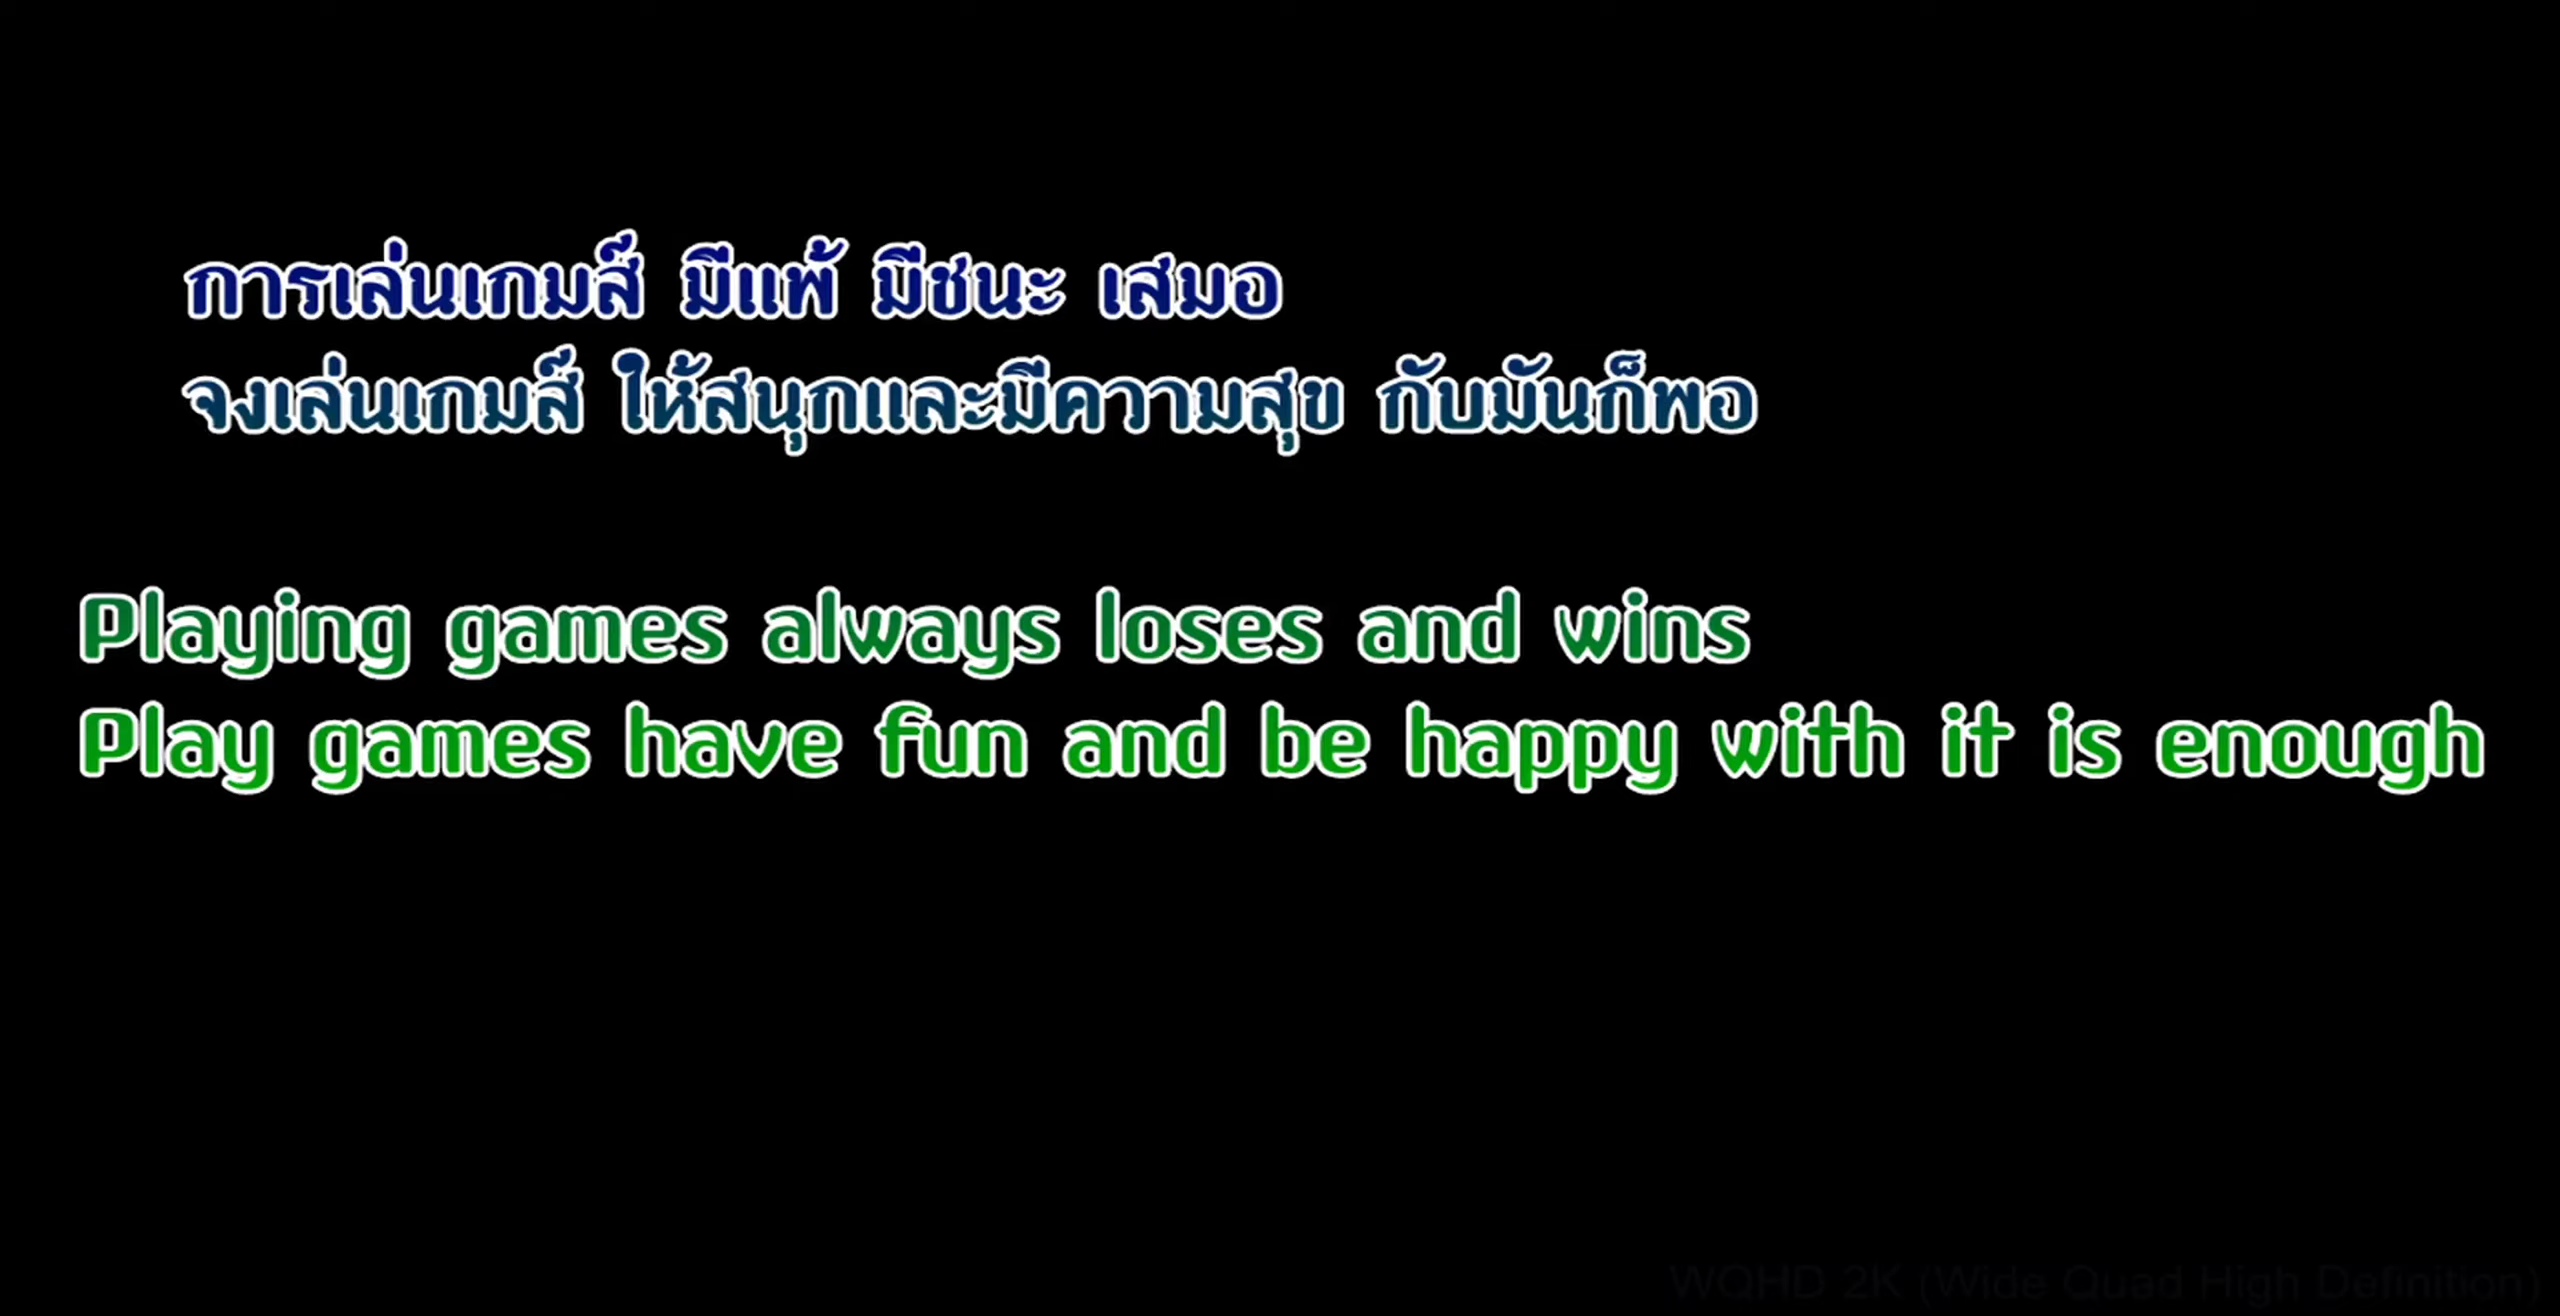 การเล่นเกมส์ มีแพ้ มีชนะ เสมอ
จงเล่นเกมส์ ให้สนุกและมีความสุข กับมันก็พอ
Playing games always loses and wins
Play games have fun and be happy with it is enough
WQHD 2K (Wide Quad High Definition)